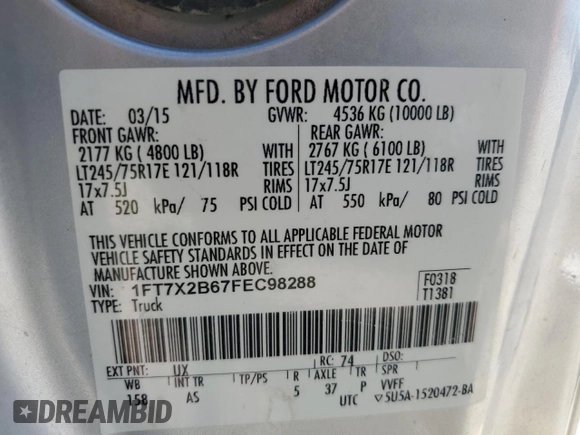 MFD. BY FORD MOTOR CO.
DATE: 03/15 GVWR: 4536 KG (10000 LB)
FRONT GAWR: REAR GAWR:
2177 KG ( 4800 LB) WITH 2767 KG ( 6100 LB) WITH
LT245/75R17E 121/118R TIRES LT245/75R17E 121/118R TIRES
17x7.5J RIMS 17x7.5J RIMS
AT 520 kPa/ 75 PSI COLD AT 550 kPa/ 80 PSI COLD
THIS VEHICLE CONFORMS TO ALL APPLICABLE FEDERAL MOTOR
VEHICLE SAFETY STANDARDS IN EFFECT ON THE DATE OF
MANUFACTURE SHOWN ABOVE.
VIN: 1FT7X2B67FEC98288 F0318
TYPE: Truck T1381
EXT PNT: UX RC: 74 DSO:
WB INT TR TP/PS R AXLE TR SPR
158 AS 5 37 P VVFF
UTC ▽5U5A-1520472-BA
DREAMBID
CERTIFIED USED CARS